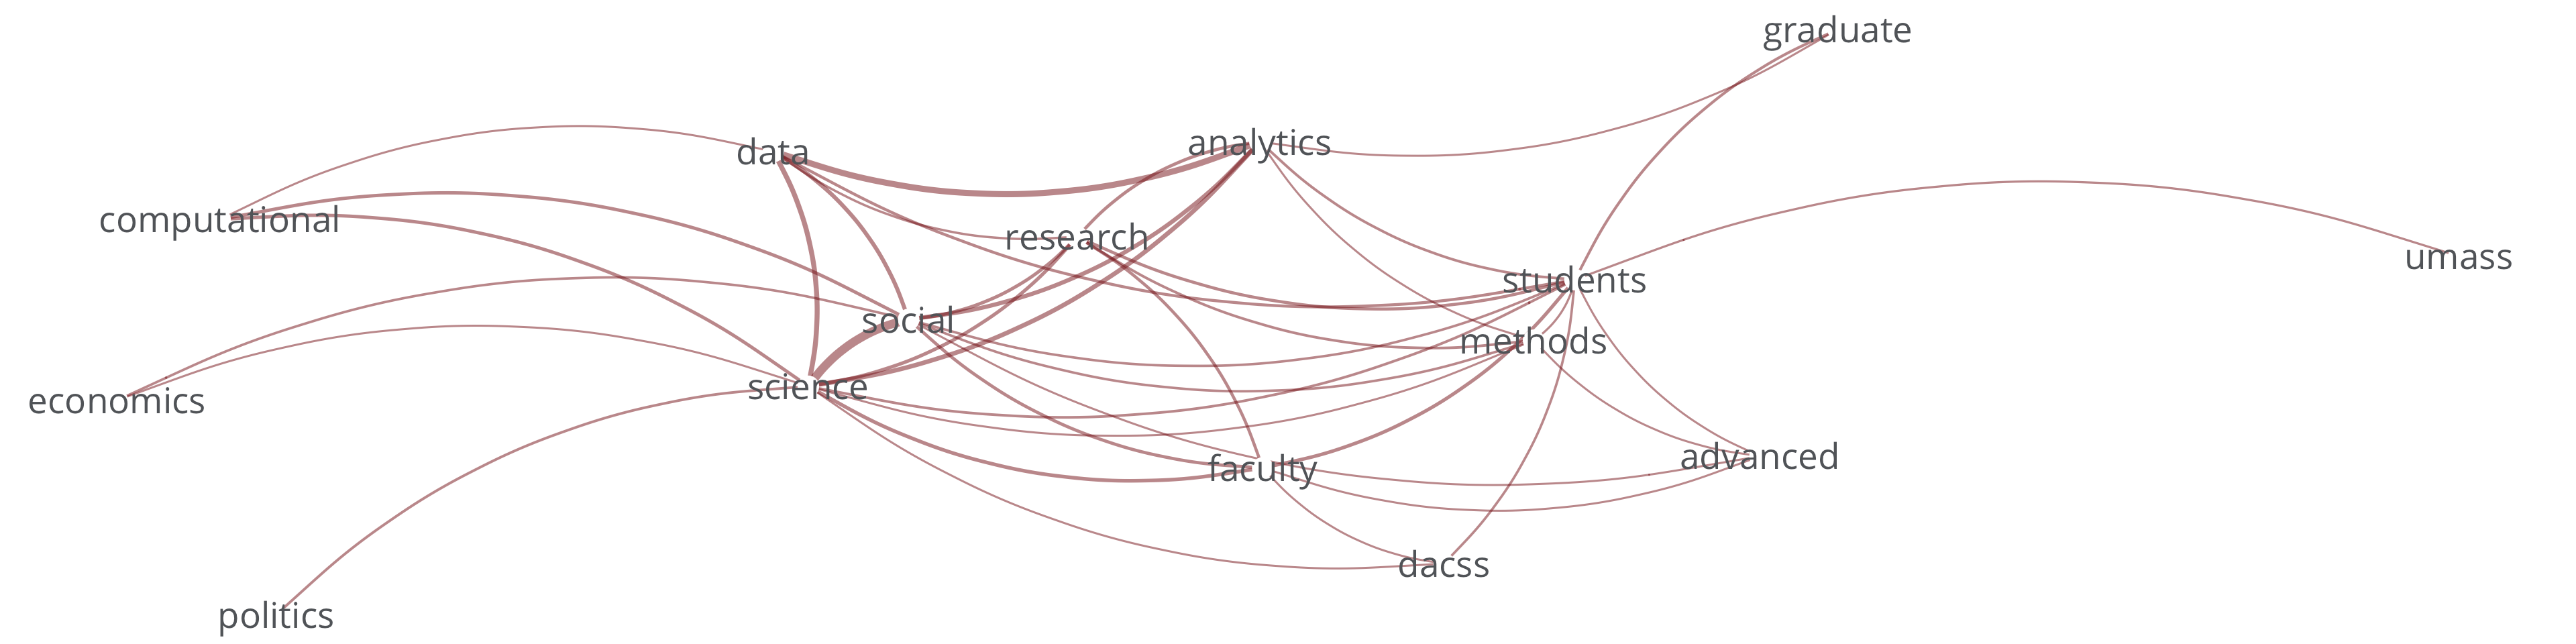 graduate
data
analytics
computational
research
umass
students
social
methods
science
economics
advanced
faculty
dacss
politics